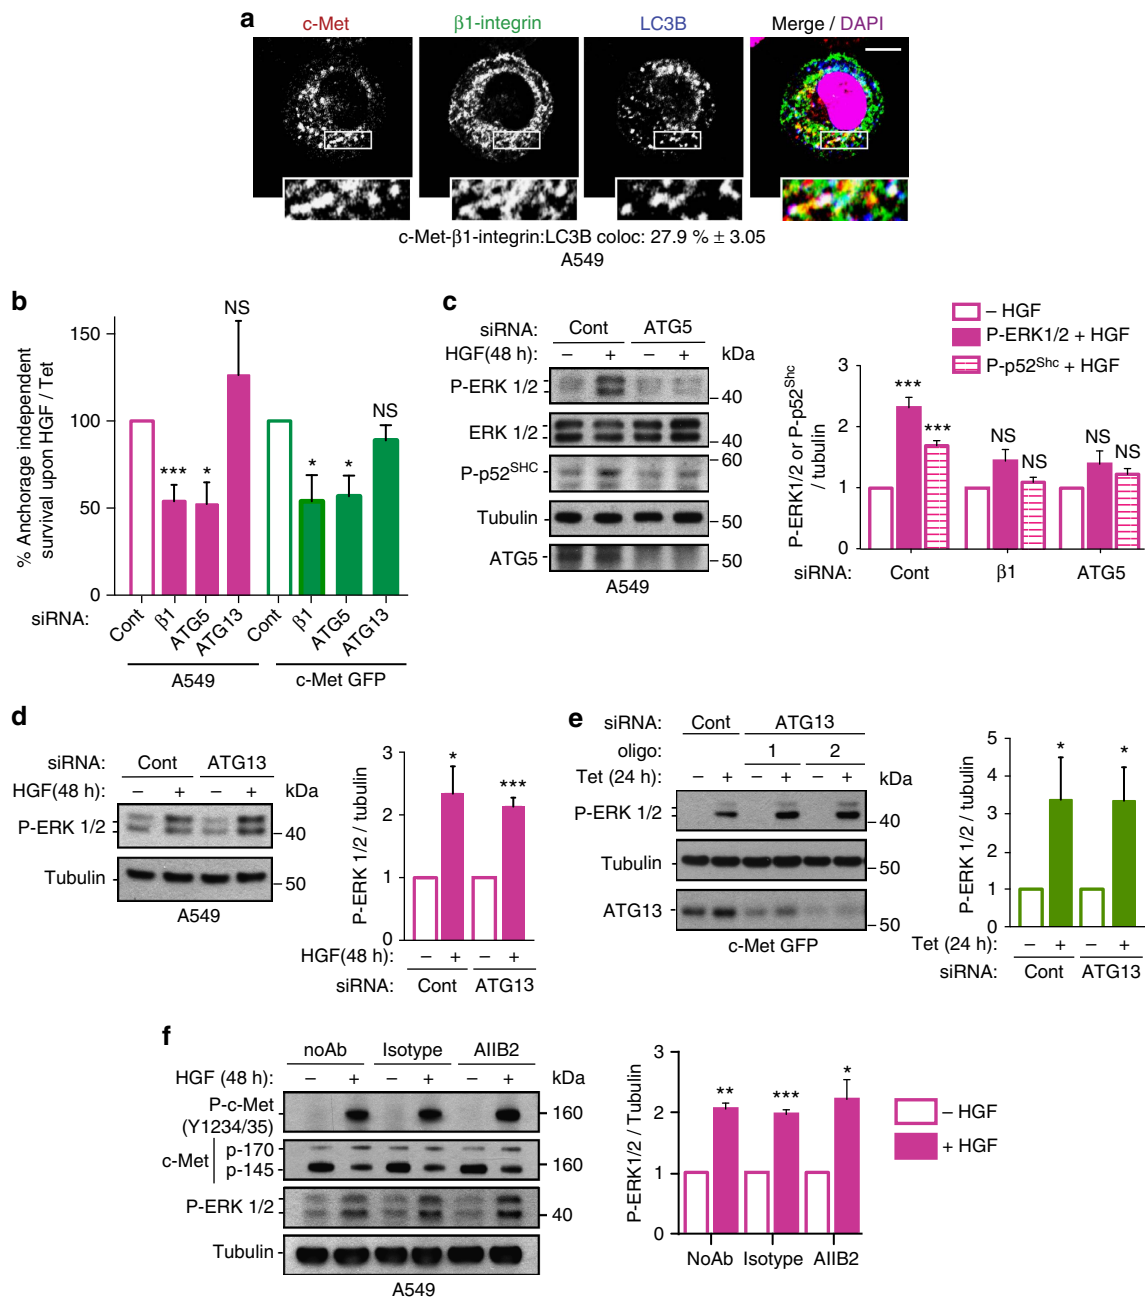 a
c-Met β1-integrin LC3B Merge / DAPI
c-Met-β1-integrin:LC3B coloc: 27.9 % ± 3.05
A549
b
% Anchorage independent
survival upon HGF / Tet
150
100
50
0
*** * NS * * NS
siRNA: Cont β1 ATG5 ATG13 Cont β1 ATG5 ATG13
A549 c-Met GFP
c
siRNA: Cont ATG5
HGF(48 h): – + – + kDa
P-ERK 1/2 40
ERK 1/2 40
P-p52SHC 60
Tubulin 50
ATG5 50
A549
– HGF
P-ERK1/2 + HGF
P-p52Shc + HGF
P-ERK1/2 or P-p52Shc
/ tubulin
3
2
1
0
*** *** NS NS NS NS
siRNA: Cont β1 ATG5
d
siRNA: Cont ATG13
HGF(48 h): – + – + kDa
P-ERK 1/2 40
Tubulin 50
A549
P-ERK 1/2 / tubulin
3
2
1
0
* ***
HGF(48 h): – + – +
siRNA: Cont ATG13
e
siRNA: Cont ATG13
oligo: 1 2
Tet (24 h): – + – + – + kDa
P-ERK 1/2 40
Tubulin 50
ATG13 50
c-Met GFP
P-ERK 1/2 / tubulin
5
4
3
2
1
0
* *
Tet (24 h): – + – +
siRNA: Cont ATG13
f
noAb Isotype AIIB2
HGF (48 h): – + – + – + kDa
P-c-Met
(Y1234/35) 160
c-Met p-170
p-145 160
P-ERK 1/2 40
Tubulin
A549
P-ERK1/2 / Tubulin
3
2
1
0
** *** *
NoAb Isotype AIIB2
– HGF
+ HGF